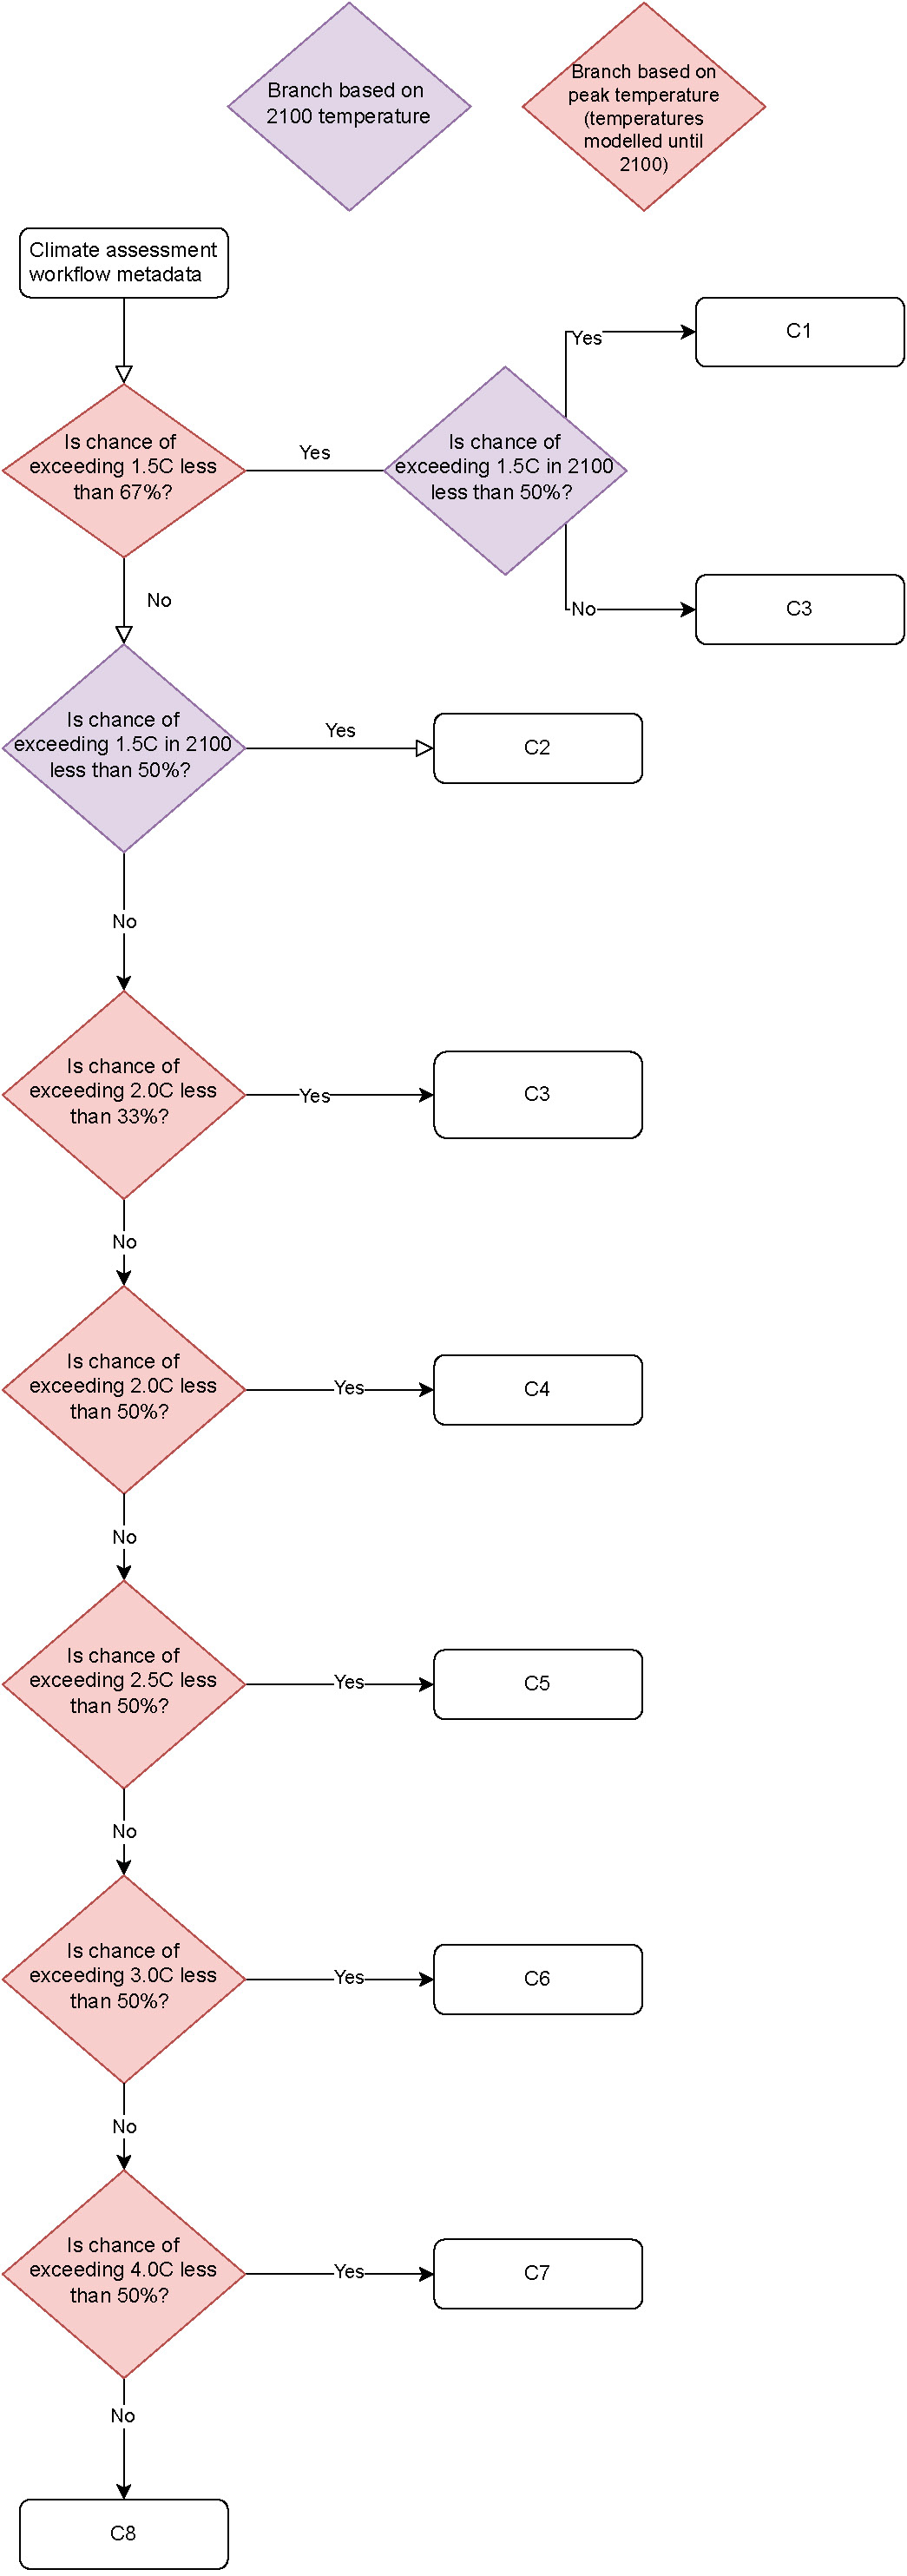 Branch based on
2100 temperature
Branch based on
peak temperature
(temperatures
modelled until
2100)
Climate assessment
workflow metadata
Is chance of
exceeding 1.5C less
than 67%?
Yes
Is chance of
exceeding 1.5C in 2100
less than 50%?
Yes
C1
No
C3
No
Is chance of
exceeding 1.5C in 2100
less than 50%?
Yes
C2
No
Is chance of
exceeding 2.0C less
than 33%?
Yes
C3
No
Is chance of
exceeding 2.0C less
than 50%?
Yes
C4
No
Is chance of
exceeding 2.5C less
than 50%?
Yes
C5
No
Is chance of
exceeding 3.0C less
than 50%?
Yes
C6
No
Is chance of
exceeding 4.0C less
than 50%?
Yes
C7
No
C8